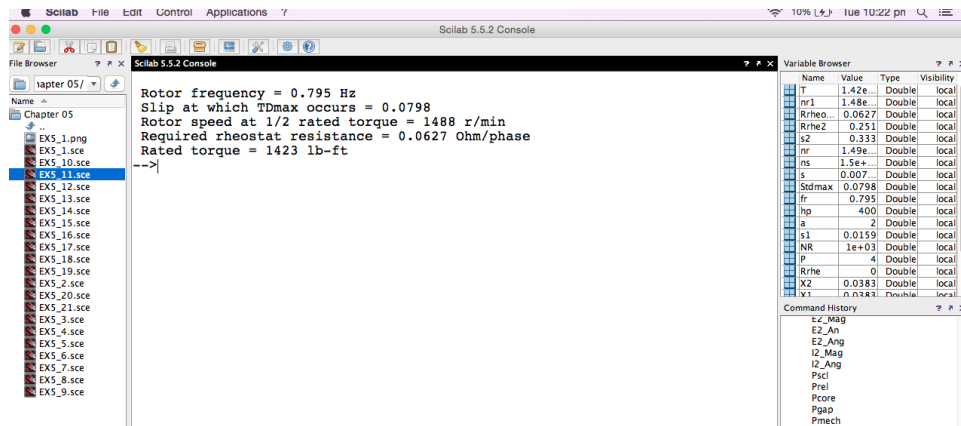 Scilab File Edit Control Applications ? 10% Tue 10:22 pn
Scilab 5.5.2 Console
File Browser ? Scilab 5.5.2 Console ? Variable Browser ?
hapter 05/
Name
Chapter 05
..
EX5_1.png
EX5_1.sce
EX5_10.sce
EX5_11.sce
EX5_12.sce
EX5_13.sce
EX5_14.sce
EX5_15.sce
EX5_16.sce
EX5_17.sce
EX5_18.sce
EX5_19.sce
EX5_2.sce
EX5_20.sce
EX5_21.sce
EX5_3.sce
EX5_4.sce
EX5_5.sce
EX5_6.sce
EX5_7.sce
EX5_8.sce
EX5_9.sce
Rotor frequency = 0.795 Hz
Slip at which TDmax occurs = 0.0798
Rotor speed at 1/2 rated torque = 1488 r/min
Required rheostat resistance = 0.0627 Ohm/phase
Rated torque = 1423 lb-ft
-->
Name Value Type Visibility
T 1.42e... Double local
nr1 1.48e... Double local
Rrheo... 0.0627 Double local
Rrhe2 0.251 Double local
s2 0.333 Double local
nr 1.49e... Double local
ns 1.5e+... Double local
s 0.007... Double local
Stdmax 0.0798 Double local
fr 0.795 Double local
hp 400 Double local
a 2 Double local
s1 0.0159 Double local
NR 1e+03 Double local
P 4 Double local
Rrhe 0 Double local
X2 0.0383 Double local
X1 0.0383 Double local
Command History ?
E2_Mag
E2_An
E2_Ang
I2_Mag
I2_Ang
Pscl
Prel
Pcore
Pgap
Pmech